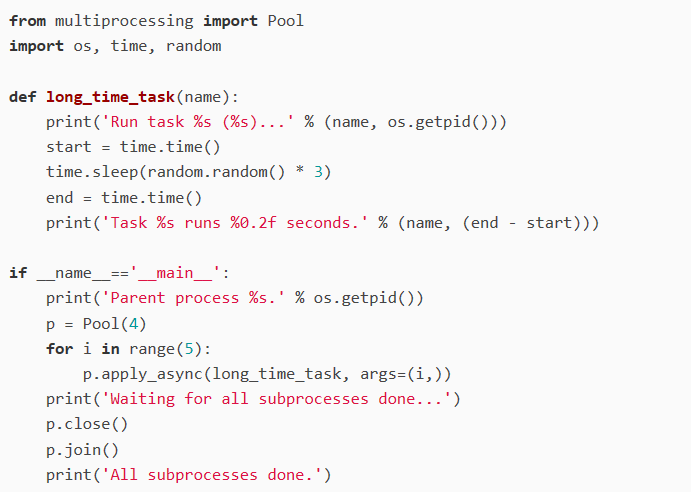 from multiprocessing import Pool
import os, time, random

def long_time_task(name):
    print('Run task %s (%s)...' % (name, os.getpid()))
    start = time.time()
    time.sleep(random.random() * 3)
    end = time.time()
    print('Task %s runs %0.2f seconds.' % (name, (end - start)))

if __name__=='__main__':
    print('Parent process %s.' % os.getpid())
    p = Pool(4)
    for i in range(5):
        p.apply_async(long_time_task, args=(i,))
    print('Waiting for all subprocesses done...')
    p.close()
    p.join()
    print('All subprocesses done.')